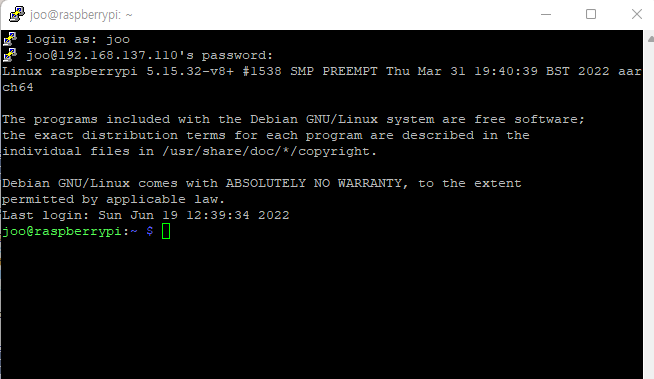 joo@raspberrypi: ~
login as: joo
joo@192.168.137.110's password:
Linux raspberrypi 5.15.32-v8+ #1538 SMP PREEMPT Thu Mar 31 19:40:39 BST 2022 aar
ch64
The programs included with the Debian GNU/Linux system are free software;
the exact distribution terms for each program are described in the
individual files in /usr/share/doc/*/copyright.
Debian GNU/Linux comes with ABSOLUTELY NO WARRANTY, to the extent
permitted by applicable law.
Last login: Sun Jun 19 12:39:34 2022
joo@raspberrypi:~ $